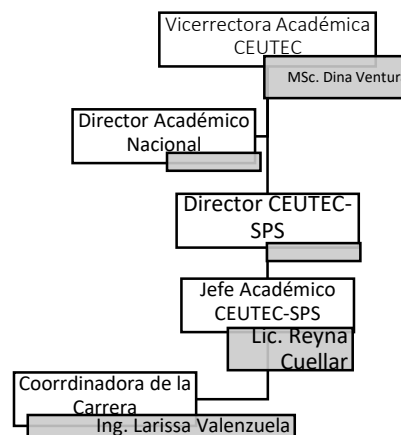 Vicerrectora Académica
CEUTEC
MSc. Dina Ventur
Director Académico
Nacional
Director CEUTEC-
SPS
Jefe Académico
CEUTEC-SPS
Lic. Reyna
Cuellar
Coorrdinadora de la
Carrera
Ing. Larissa Valenzuela